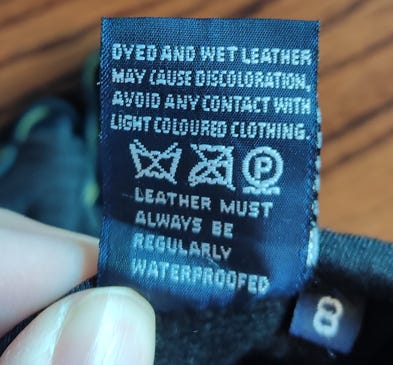 DYED AND WET LEATHER
MAY CAUSE DISCOLORATION,
AVOID ANY CONTACT WITH
LIGHT COLOURED CLOTHING.
P
LEATHER MUST
ALWAYS BE
REGULARLY
WATERPROOFED
8